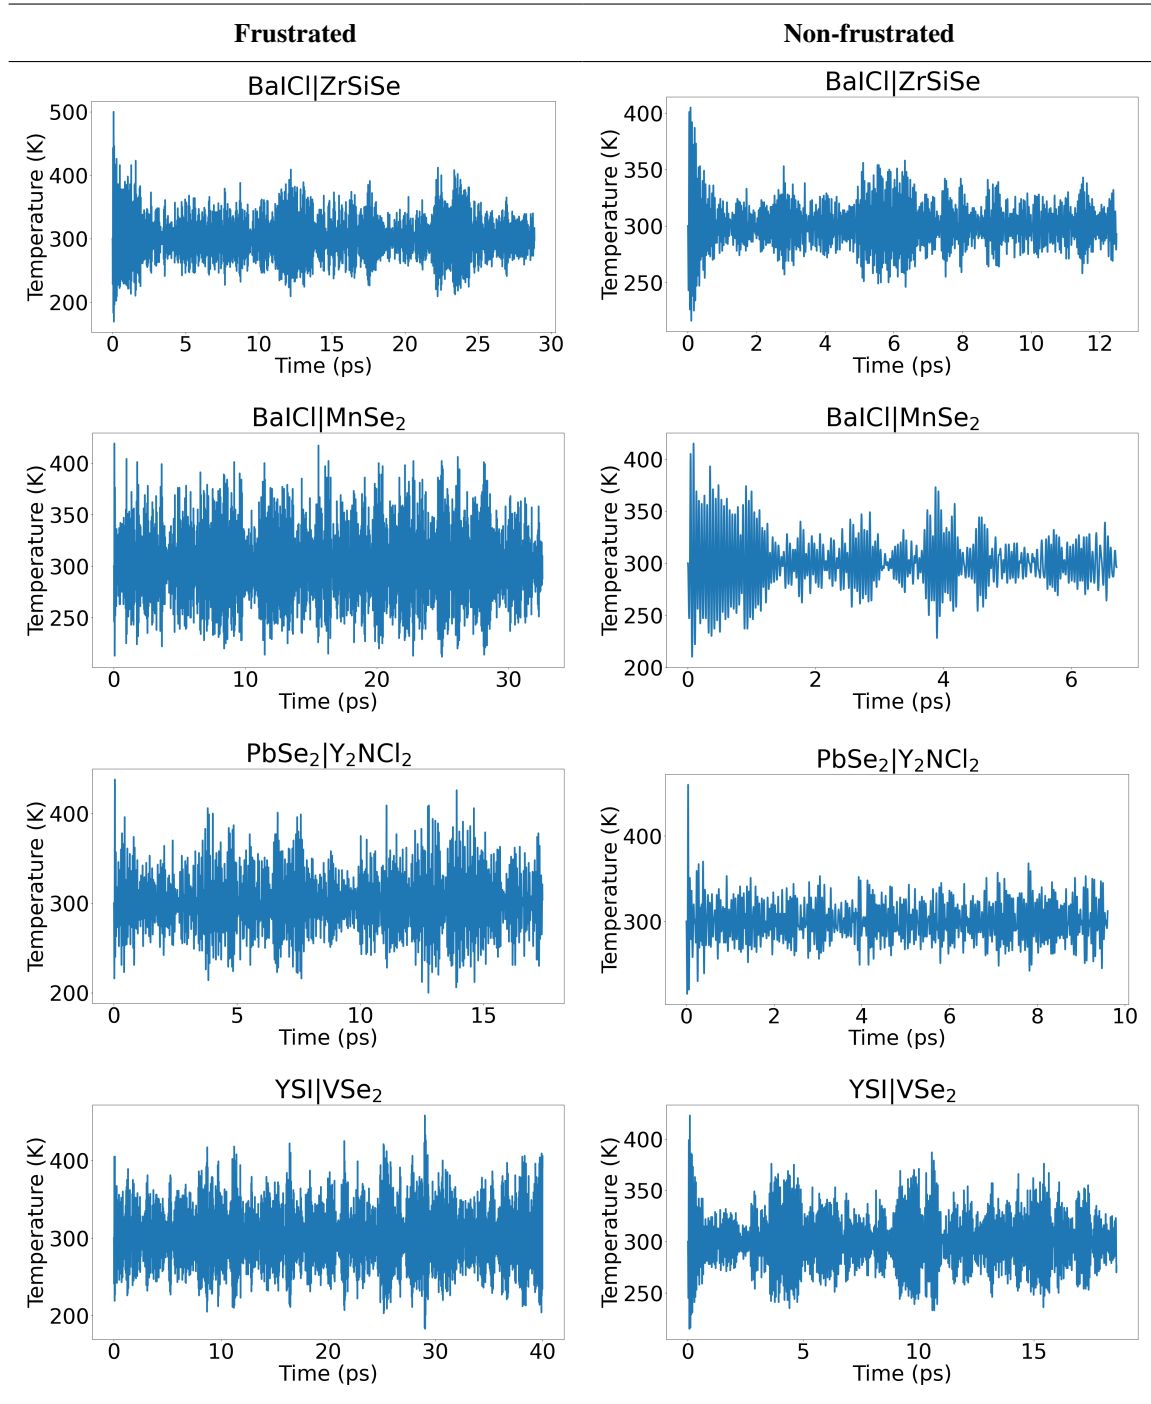 Frustrated Non-frustrated
BaICl|ZrSiSe
500
400
300
200
Temperature (K)
0 5 10 15 20 25 30
Time (ps)
BaICl|ZrSiSe
400
350
300
250
Temperature (K)
0 2 4 6 8 10 12
Time (ps)
BaICl|MnSe₂
400
350
300
250
Temperature (K)
0 10 20 30
Time (ps)
BaICl|MnSe₂
400
350
300
250
200
Temperature (K)
0 2 4 6
Time (ps)
PbSe₂|Y₂NCl₂
400
300
200
Temperature (K)
0 5 10 15
Time (ps)
PbSe₂|Y₂NCl₂
400
300
Temperature (K)
0 2 4 6 8 10
Time (ps)
YSI|VSe₂
400
300
200
Temperature (K)
0 10 20 30 40
Time (ps)
YSI|VSe₂
400
350
300
250
Temperature (K)
0 5 10 15
Time (ps)